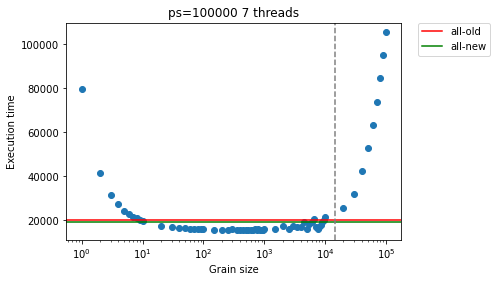 ps=100000 7 threads
all-old
all-new
Execution time
100000
80000
60000
40000
20000
10⁰
10¹
10²
10³
10⁴
10⁵
Grain size